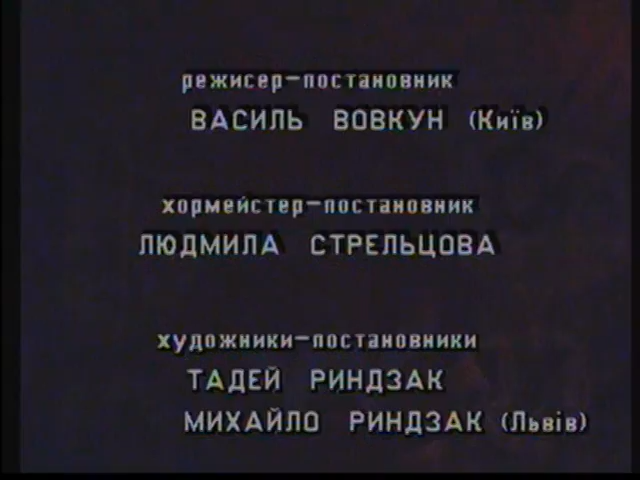 режисер-постановник
ВАСИЛЬ ВОВКУН (Київ)
хормейстер-постановник
ЛЮДМИЛА СТРЕЛЬЦОВА
художники-постановники
ТАДЕЙ РИНДЗАК
МИХАЙЛО РИНДЗАК (Львів)